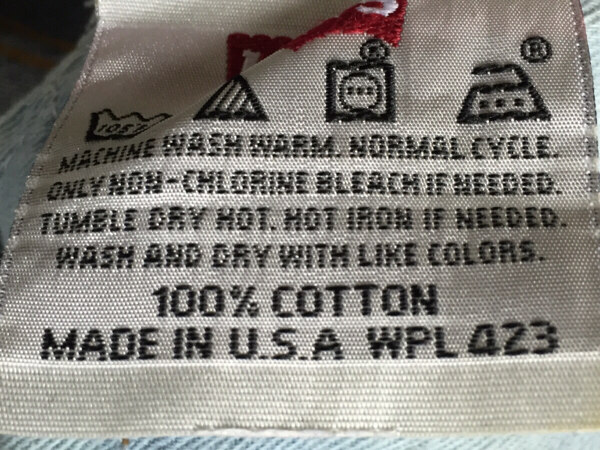 105F
MACHINE WASH WARM. NORMAL CYCLE.
ONLY NON-CHLORINE BLEACH IF NEEDED.
TUMBLE DRY HOT. HOT IRON IF NEEDED.
WASH AND DRY WITH LIKE COLORS.
100% COTTON
MADE IN U.S.A WPL 423